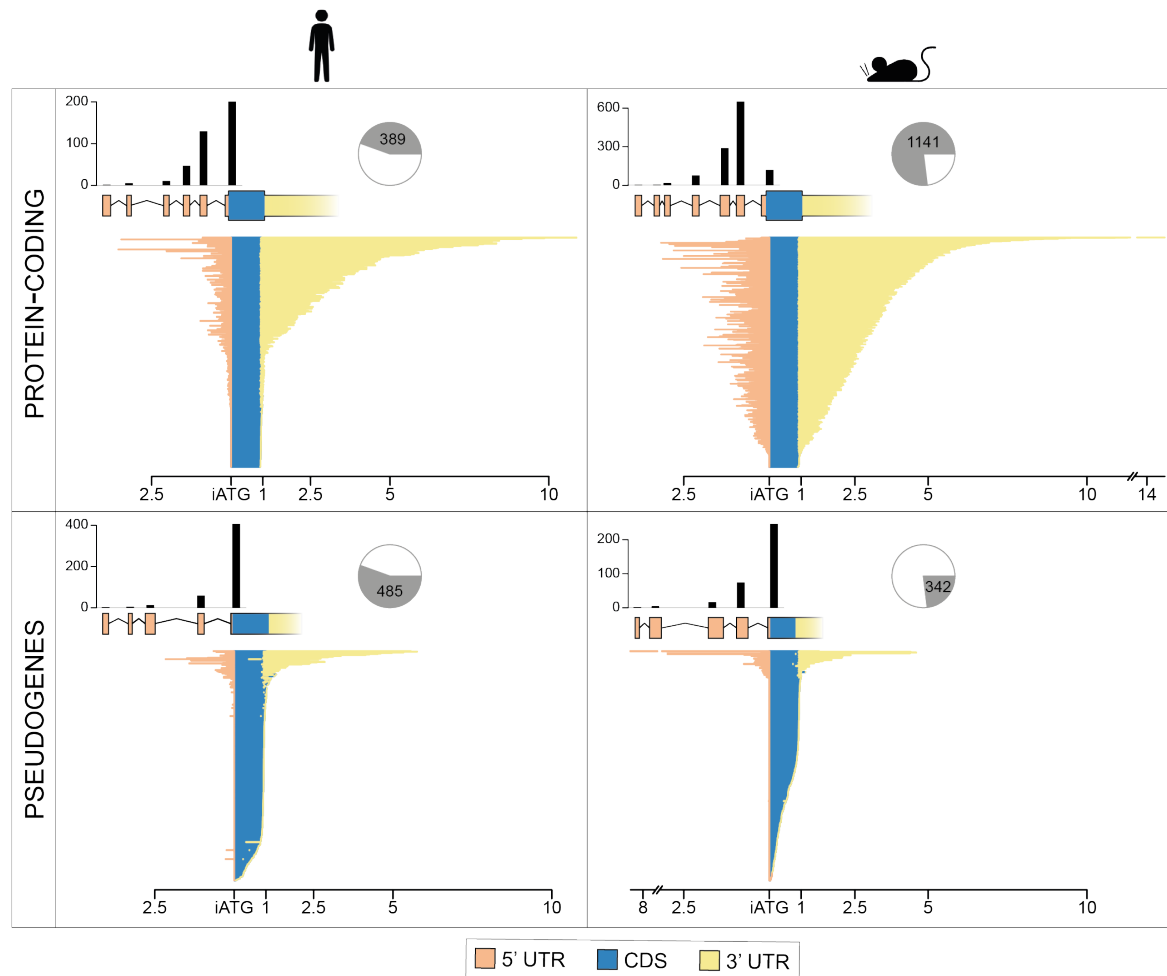 200
100
0
389
600
300
0
1141
PROTEIN-CODING
2.5 iATG 1 2.5 5 10
2.5 iATG 1 2.5 5 10 14
400
200
0
485
200
100
0
342
PSEUDOGENES
2.5 iATG 1 2.5 5 10
8 2.5 iATG 1 2.5 5 10
5' UTR CDS 3' UTR